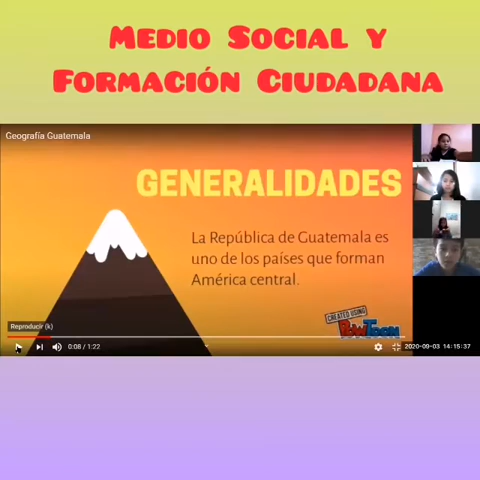 Medio Social y
Formación Ciudadana
Geografía Guatemala
GENERALIDADES
La República de Guatemala es
uno de los países que forman
América central.
CREATED USING
POWTOON
Reproducir (k)
0:08 / 1:22
2020-09-03 14:15:37